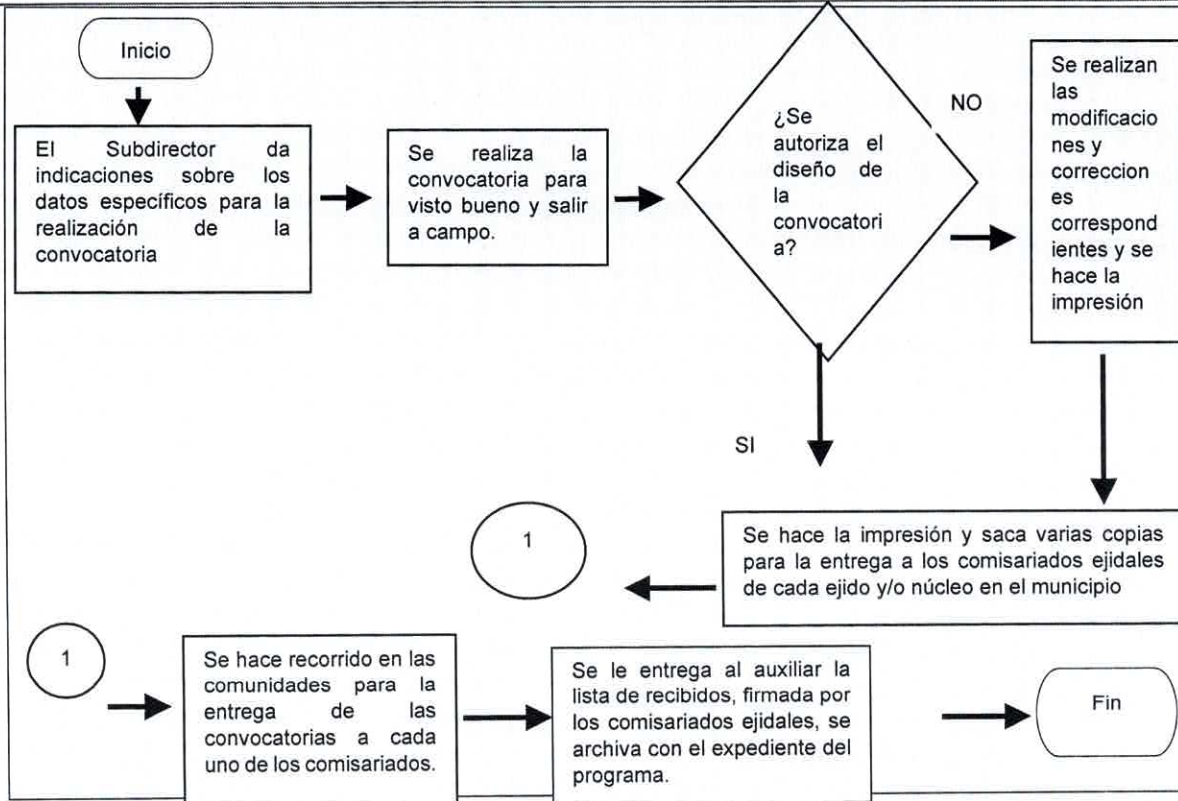 Inicio
El Subdirector da
indicaciones sobre los
datos específicos para la
realización de la
convocatoria
Se realiza la
convocatoria para
visto bueno y salir
a campo.
¿Se
autoriza el
diseño de
la
convocatori
a?
NO
Se realizan
las
modificacio
nes y
correccion
es
correspond
ientes y se
hace la
impresión
SI
Se hace la impresión y saca varias copias
para la entrega a los comisariados ejidales
de cada ejido y/o núcleo en el municipio
1
1
Se hace recorrido en las
comunidades para la
entrega de las
convocatorias a cada
uno de los comisariados.
Se le entrega al auxiliar la
lista de recibidos, firmada por
los comisariados ejidales, se
archiva con el expediente del
programa.
Fin